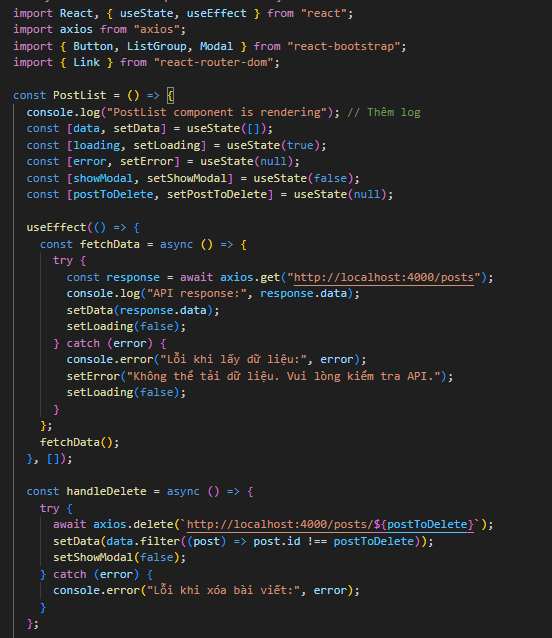 import React, { useState, useEffect } from "react";
import axios from "axios";
import { Button, ListGroup, Modal } from "react-bootstrap";
import { Link } from "react-router-dom";

const PostList = () => {
  console.log("PostList component is rendering"); // Thêm log
  const [data, setData] = useState([]);
  const [loading, setLoading] = useState(true);
  const [error, setError] = useState(null);
  const [showModal, setShowModal] = useState(false);
  const [postToDelete, setPostToDelete] = useState(null);

  useEffect(() => {
    const fetchData = async () => {
      try {
        const response = await axios.get("http://localhost:4000/posts");
        console.log("API response:", response.data);
        setData(response.data);
        setLoading(false);
      } catch (error) {
        console.error("Lỗi khi lấy dữ liệu:", error);
        setError("Không thể tải dữ liệu. Vui lòng kiểm tra API.");
        setLoading(false);
      }
    };
    fetchData();
  }, []);

  const handleDelete = async () => {
    try {
      await axios.delete(`http://localhost:4000/posts/${postToDelete}`);
      setData(data.filter((post) => post.id !== postToDelete));
      setShowModal(false);
    } catch (error) {
      console.error("Lỗi khi xóa bài viết:", error);
    }
  };